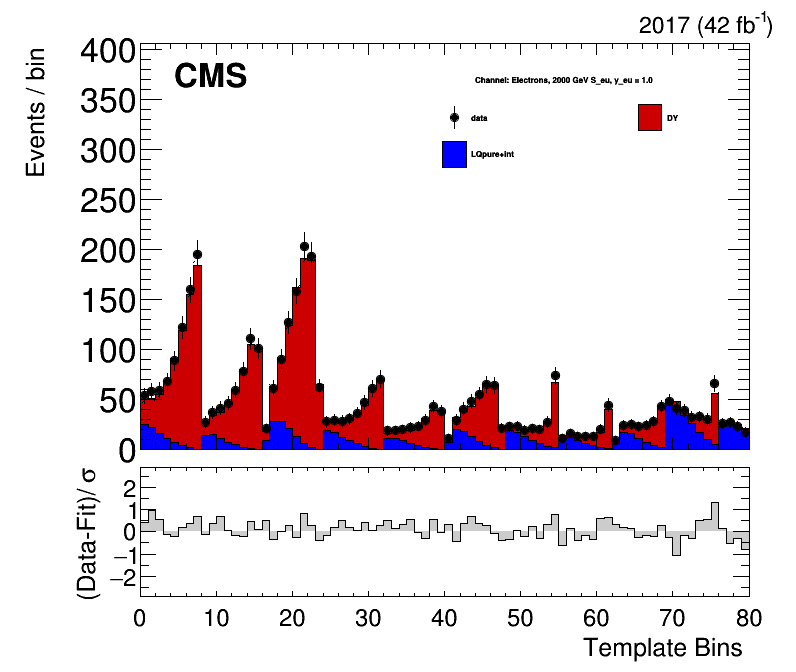 2017 (42 fb-1)
CMS
Channel: Electrons, 2000 GeV S_eu, y_eu = 1.0
data
DY
LQpure+Int
Events / bin
400
350
300
250
200
150
100
50
0
(Data-Fit)/σ
2
1
0
−1
−2
0 10 20 30 40 50 60 70 80
Template Bins